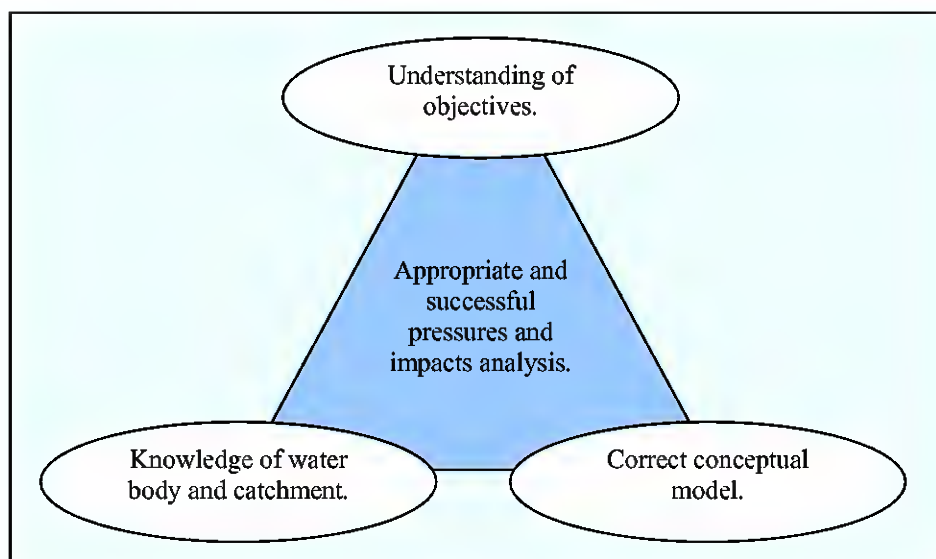 Understanding of
objectives.
Appropriate and
successful
pressures and
impacts analysis.
Knowledge of water
body and catchment.
Correct conceptual
model.